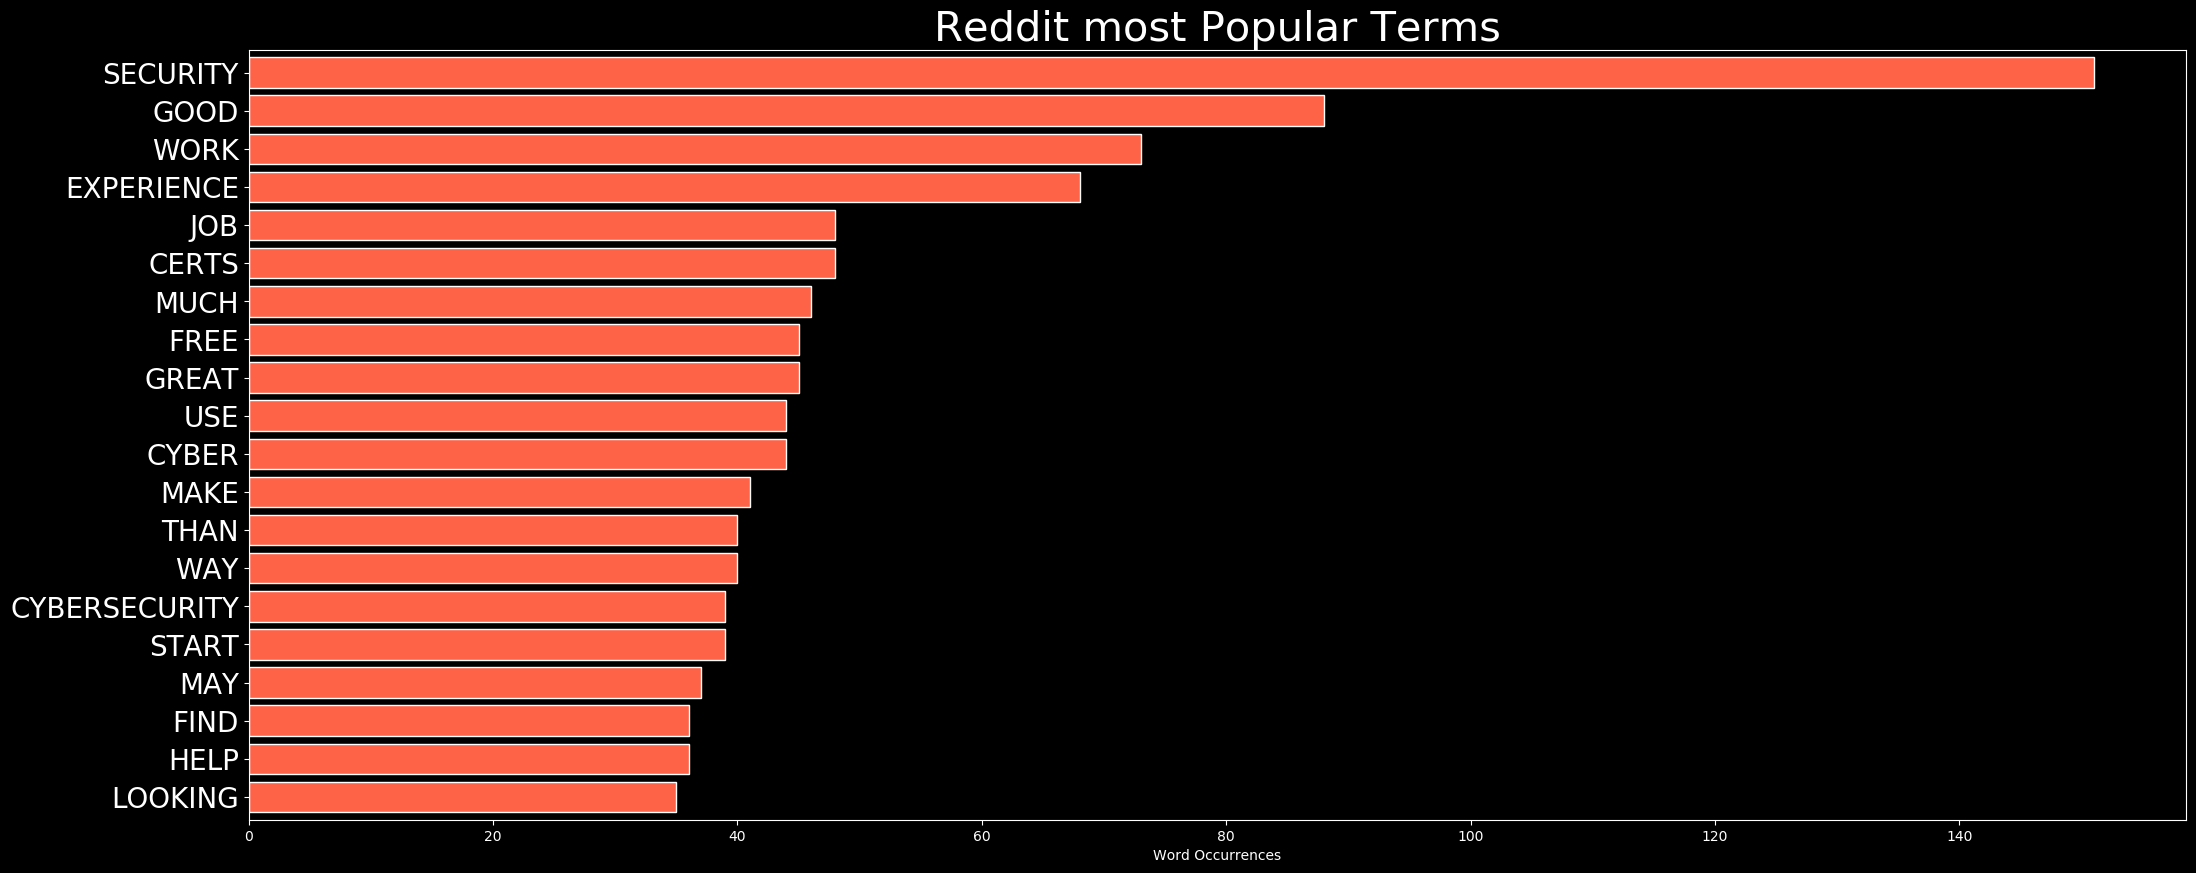 Reddit most Popular Terms
SECURITY
GOOD
WORK
EXPERIENCE
JOB
CERTS
MUCH
FREE
GREAT
USE
CYBER
MAKE
THAN
WAY
CYBERSECURITY
START
MAY
FIND
HELP
LOOKING
0 20 40 60 80 100 120 140
Word Occurrences